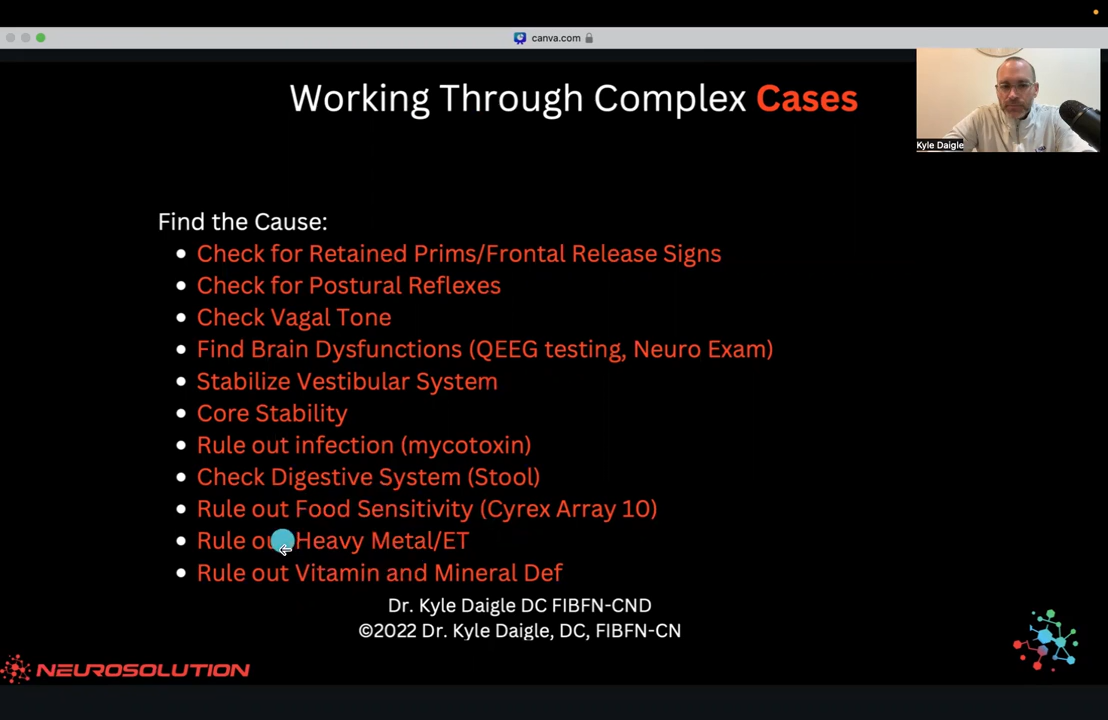 canva.com
Working Through Complex Cases
Kyle Daigle
Find the Cause:
Check for Retained Prims/Frontal Release Signs
Check for Postural Reflexes
Check Vagal Tone
Find Brain Dysfunctions (QEEG testing, Neuro Exam)
Stabilize Vestibular System
Core Stability
Rule out infection (mycotoxin)
Check Digestive System (Stool)
Rule out Food Sensitivity (Cyrex Array 10)
Rule out Heavy Metal/ET
Rule out Vitamin and Mineral Def
Dr. Kyle Daigle DC FIBFN-CND
©2022 Dr. Kyle Daigle, DC, FIBFN-CN
NEUROSOLUTION